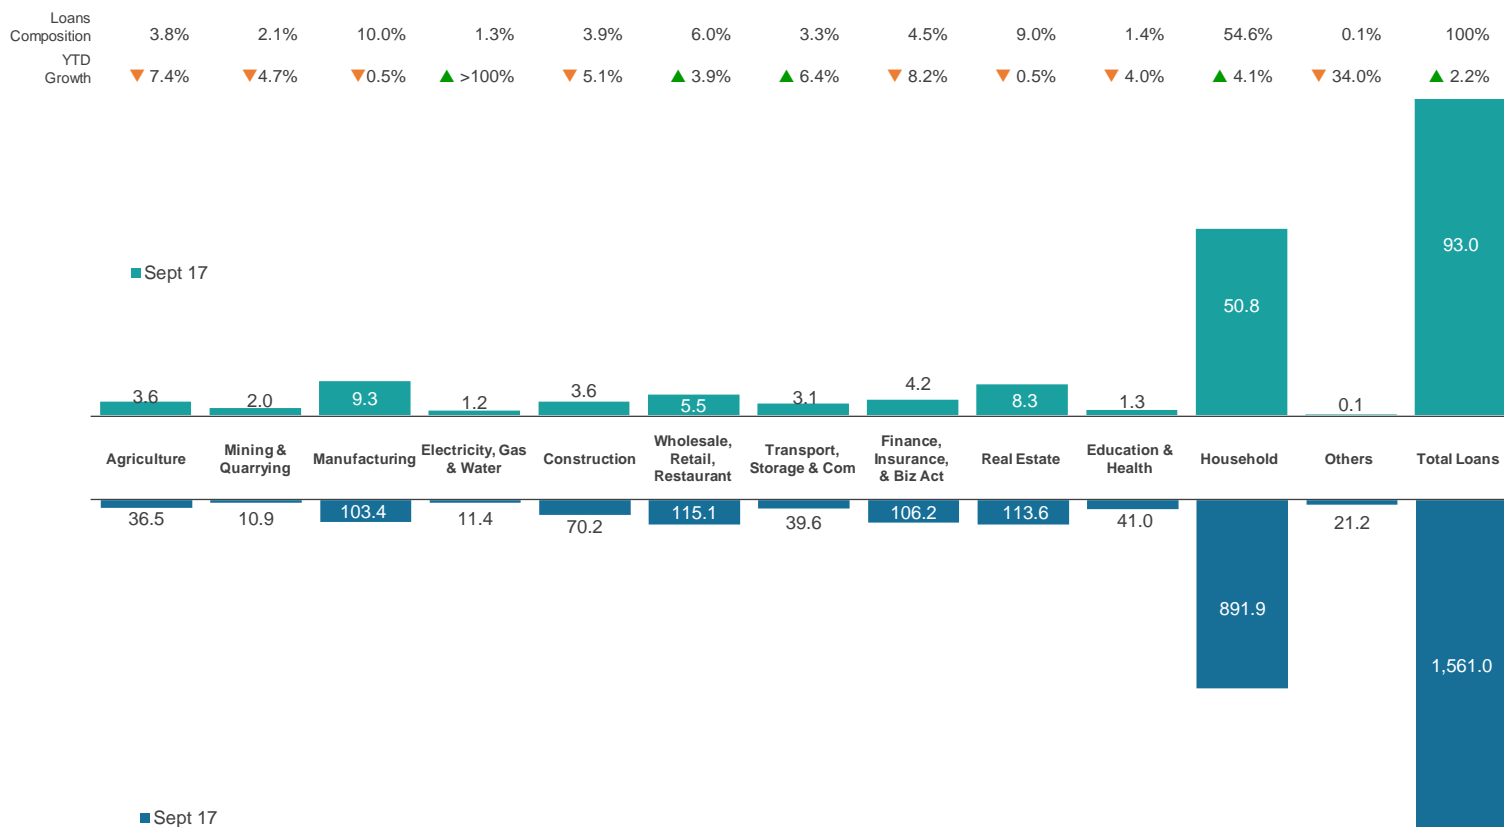 Loans
Composition 3.8% 2.1% 10.0% 1.3% 3.9% 6.0% 3.3% 4.5% 9.0% 1.4% 54.6% 0.1% 100%
YTD
Growth ▼ 7.4% ▼ 4.7% ▼ 0.5% ▲ >100% ▼ 5.1% ▲ 3.9% ▲ 6.4% ▼ 8.2% ▼ 0.5% ▼ 4.0% ▲ 4.1% ▼ 34.0% ▲ 2.2%
Sept 17
3.6 2.0 9.3 1.2 3.6 5.5 3.1 4.2 8.3 1.3 50.8 0.1 93.0
Agriculture
Mining &
Quarrying
Manufacturing
Electricity, Gas
& Water
Construction
Wholesale,
Retail,
Restaurant
Transport,
Storage & Com
Finance,
Insurance,
& Biz Act
Real Estate
Education &
Health
Household
Others
Total Loans
36.5 10.9 103.4 11.4 70.2 115.1 39.6 106.2 113.6 41.0 891.9 21.2 1,561.0
Sept 17